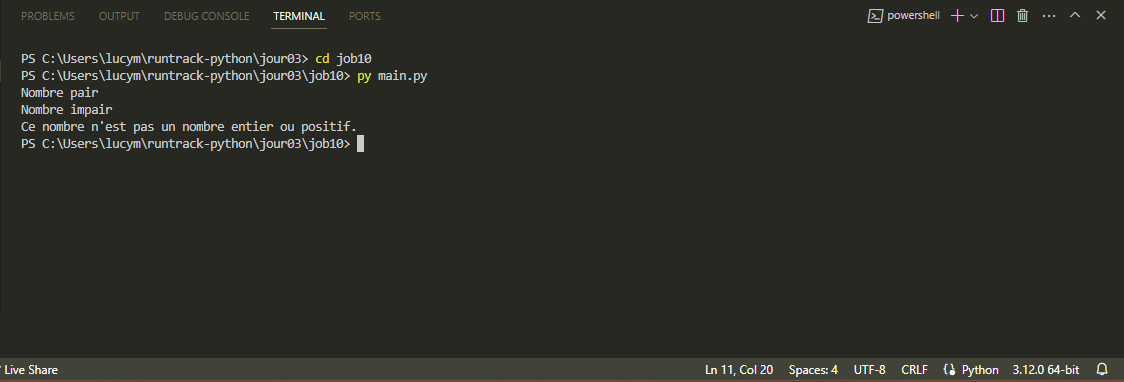 PROBLEMS OUTPUT DEBUG CONSOLE TERMINAL PORTS powershell
PS C:\Users\lucym\runtrack-python\jour03> cd job10
PS C:\Users\lucym\runtrack-python\jour03\job10> py main.py
Nombre pair
Nombre impair
Ce nombre n'est pas un nombre entier ou positif.
PS C:\Users\lucym\runtrack-python\jour03\job10>
Live Share Ln 11, Col 20 Spaces: 4 UTF-8 CRLF Python 3.12.0 64-bit